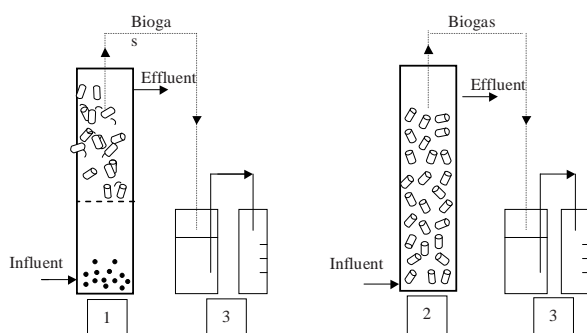 Bioga
s
Effluent
Influent
1
3
Biogas
Effluent
Influent
2
3